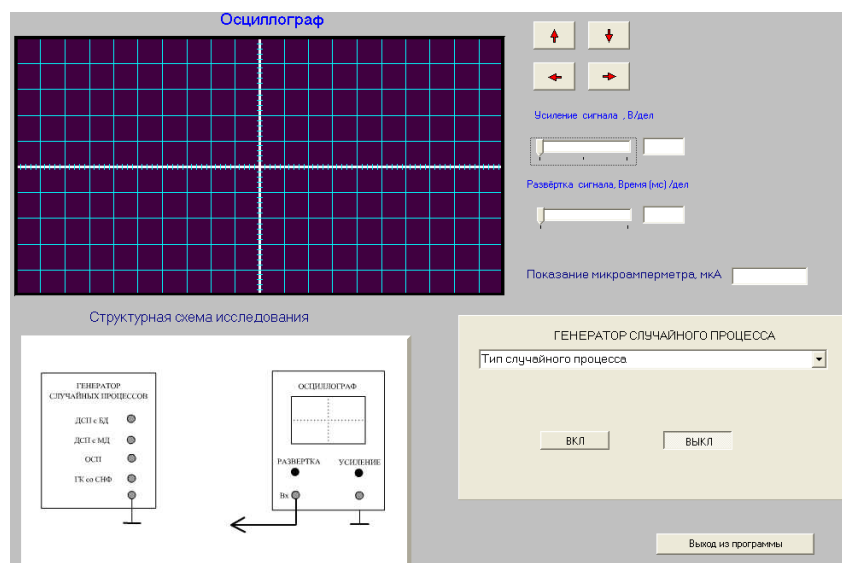 Осциллограф
Усиление сигнала , В/дел
Развёртка сигнала, Время (мс) /дел
Показание микроамперметра, мкА
Структурная схема исследования
ГЕНЕРАТОР
СЛУЧАЙНЫХ ПРОЦЕССОВ
ДСП с БД
ДСП с МД
ОСП
ГК со СНФ
ОСЦИЛЛОГРАФ
РАЗВЕРТКА УСИЛЕНИЕ
Вх
ГЕНЕРАТОР СЛУЧАЙНОГО ПРОЦЕССА
Тип случайного процесса
ВКЛ ВЫКЛ
Выход из программы